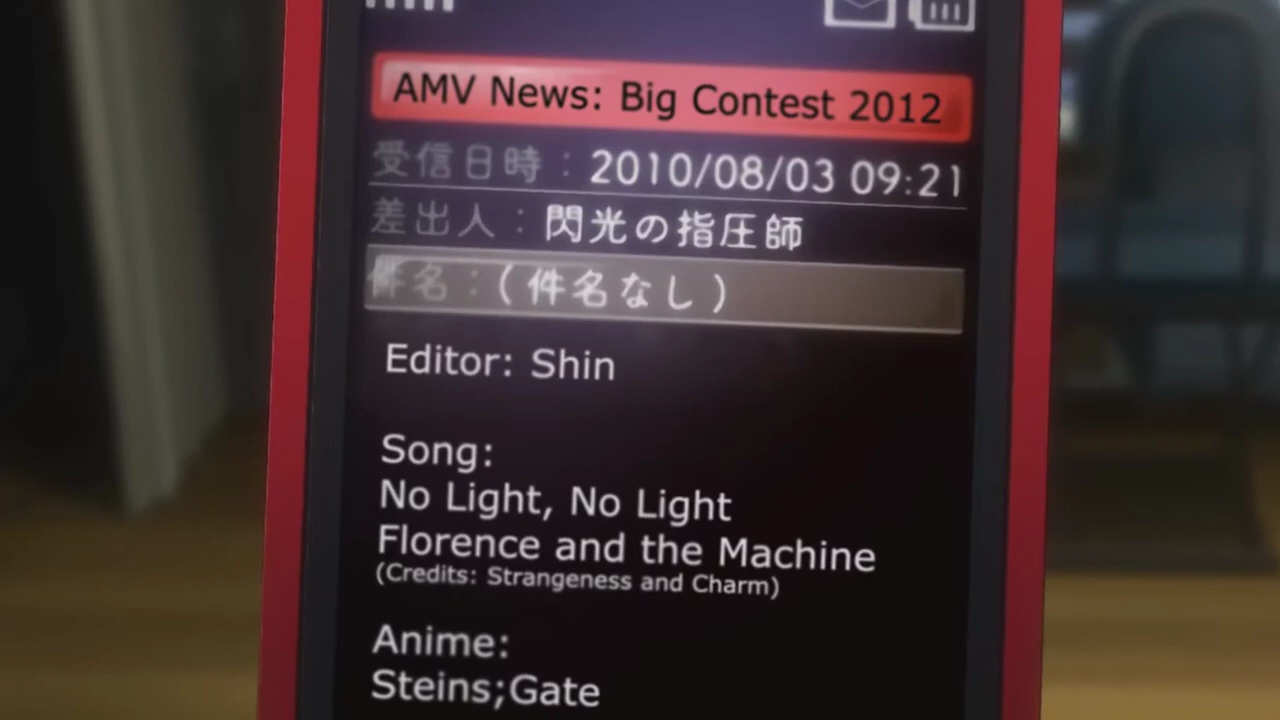 AMV News: Big Contest 2012
受信日時：2010/08/03 09:21
差出人：閃光の指圧師
件名：(件名なし)
Editor: Shin
Song:
No Light, No Light
Florence and the Machine
(Credits: Strangeness and Charm)
Anime:
Steins;Gate